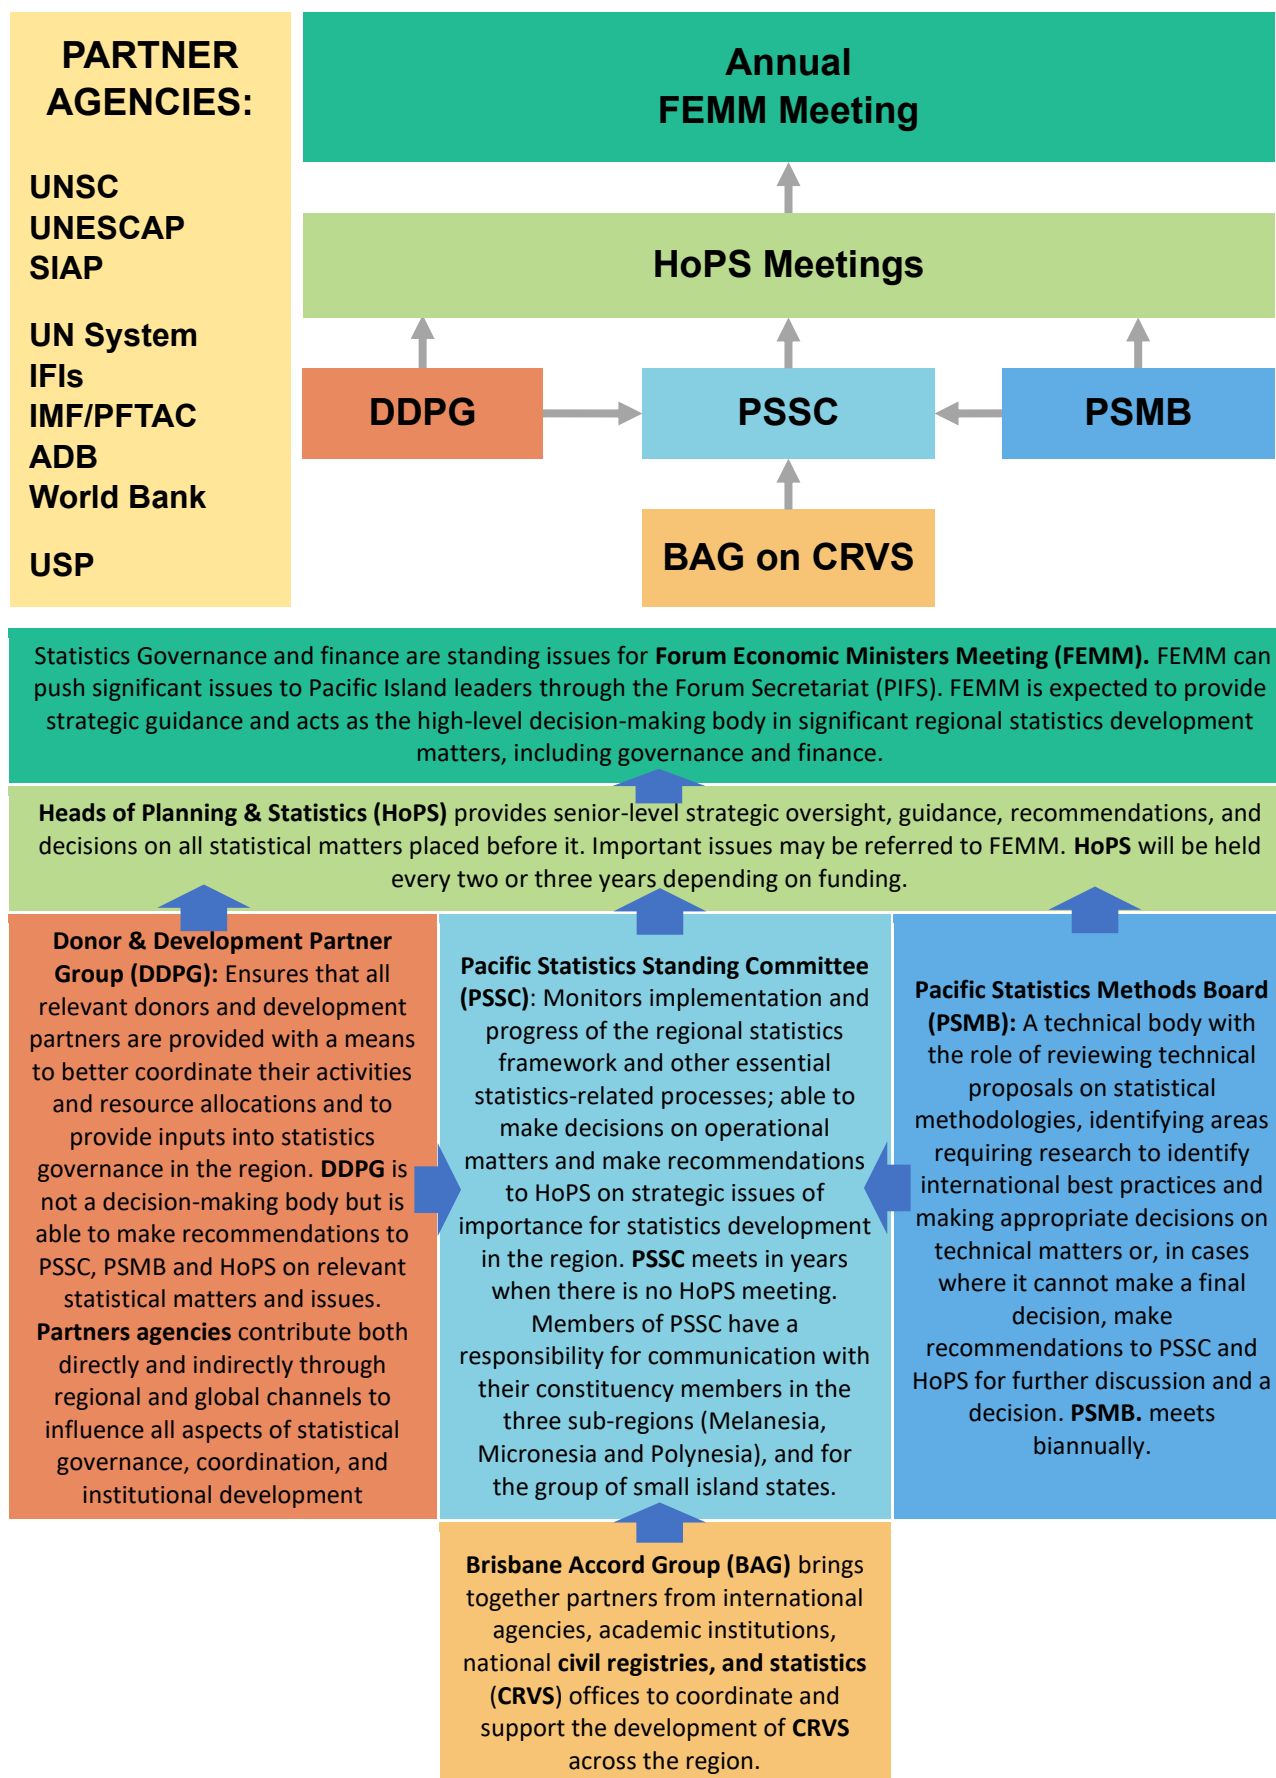 PARTNER
AGENCIES:
UNSC
UNESCAP
SIAP
UN System
IFIs
IMF/PFTAC
ADB
World Bank
USP
Annual
FEMM Meeting
HoPS Meetings
DDPG
PSSC
PSMB
BAG on CRVS
Statistics Governance and finance are standing issues for Forum Economic Ministers Meeting (FEMM). FEMM can
push significant issues to Pacific Island leaders through the Forum Secretariat (PIFS). FEMM is expected to provide
strategic guidance and acts as the high-level decision-making body in significant regional statistics development
matters, including governance and finance.
Heads of Planning & Statistics (HoPS) provides senior-level strategic oversight, guidance, recommendations, and
decisions on all statistical matters placed before it. Important issues may be referred to FEMM. HoPS will be held
every two or three years depending on funding.
Donor & Development Partner
Group (DDPG): Ensures that all
relevant donors and development
partners are provided with a means
to better coordinate their activities
and resource allocations and to
provide inputs into statistics
governance in the region. DDPG is
not a decision-making body but is
able to make recommendations to
PSSC, PSMB and HoPS on relevant
statistical matters and issues.
Partners agencies contribute both
directly and indirectly through
regional and global channels to
influence all aspects of statistical
governance, coordination, and
institutional development
Pacific Statistics Standing Committee
(PSSC): Monitors implementation and
progress of the regional statistics
framework and other essential
statistics-related processes; able to
make decisions on operational
matters and make recommendations
to HoPS on strategic issues of
importance for statistics development
in the region. PSSC meets in years
when there is no HoPS meeting.
Members of PSSC have a
responsibility for communication with
their constituency members in the
three sub-regions (Melanesia,
Micronesia and Polynesia), and for
the group of small island states.
Pacific Statistics Methods Board
(PSMB): A technical body with
the role of reviewing technical
proposals on statistical
methodologies, identifying areas
requiring research to identify
international best practices and
making appropriate decisions on
technical matters or, in cases
where it cannot make a final
decision, make
recommendations to PSSC and
HoPS for further discussion and a
decision. PSMB. meets
biannually.
Brisbane Accord Group (BAG) brings
together partners from international
agencies, academic institutions,
national civil registries, and statistics
(CRVS) offices to coordinate and
support the development of CRVS
across the region.